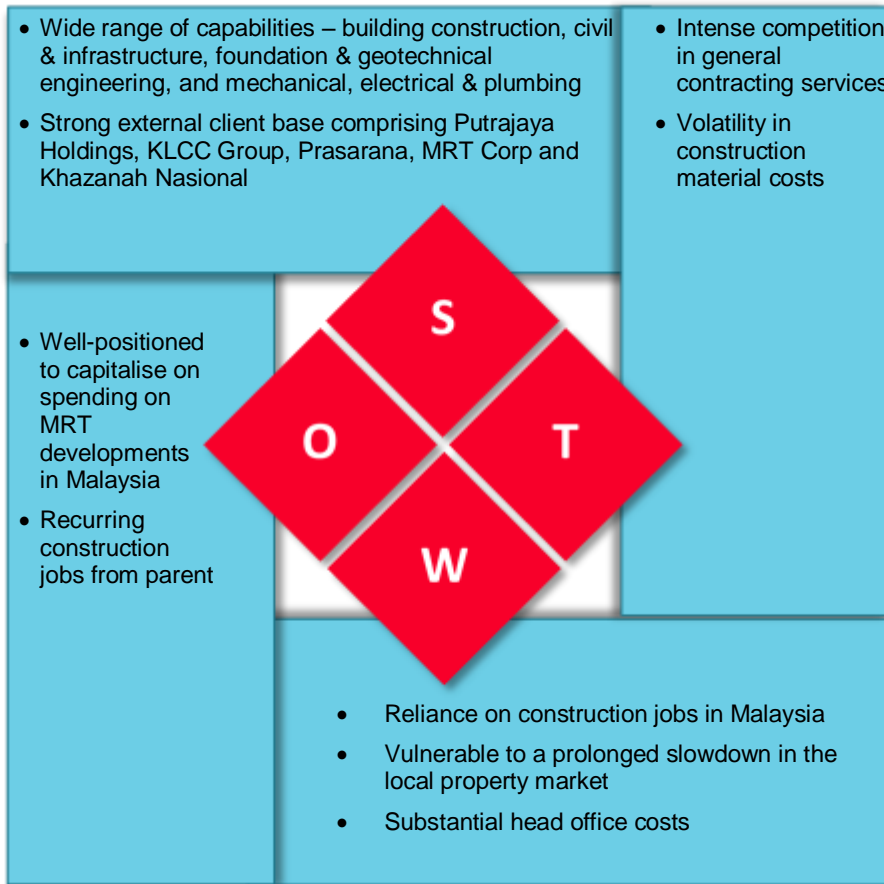 • Wide range of capabilities – building construction, civil
& infrastructure, foundation & geotechnical
engineering, and mechanical, electrical & plumbing
• Strong external client base comprising Putrajaya
Holdings, KLCC Group, Prasarana, MRT Corp and
Khazanah Nasional
• Intense competition
in general
contracting services
• Volatility in
construction
material costs
• Well-positioned
to capitalise on
spending on
MRT
developments
in Malaysia
• Recurring
construction
jobs from parent
S
O
T
W
• Reliance on construction jobs in Malaysia
• Vulnerable to a prolonged slowdown in the
local property market
• Substantial head office costs